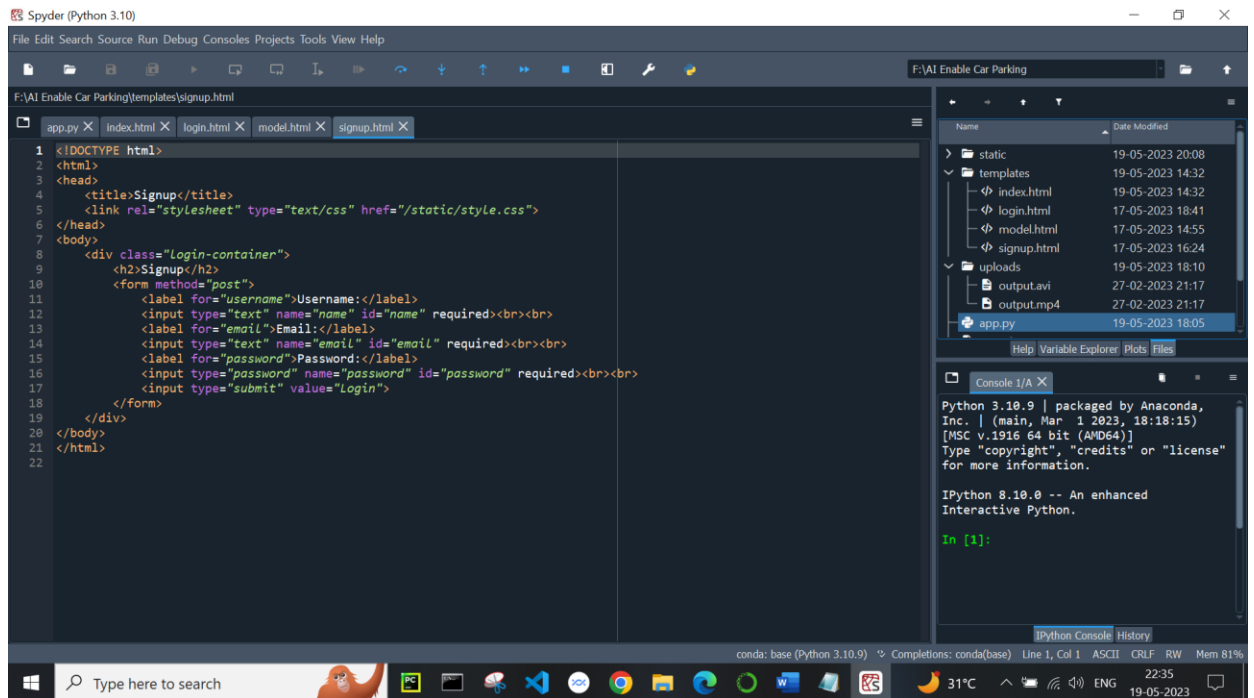 Spyder (Python 3.10)
File Edit Search Source Run Debug Consoles Projects Tools View Help
F:\AI Enable Car Parking
F:\AI Enable Car Parking\templates\signup.html
app.py index.html login.html model.html signup.html
1 <!DOCTYPE html>
2 <html>
3 <head>
4     <title>Signup</title>
5     <link rel="stylesheet" type="text/css" href="/static/style.css">
6 </head>
7 <body>
8     <div class="login-container">
9         <h2>Signup</h2>
10         <form method="post">
11             <label for="username">Username:</label>
12             <input type="text" name="name" id="name" required><br><br>
13             <label for="email">Email:</label>
14             <input type="text" name="email" id="email" required><br><br>
15             <label for="password">Password:</label>
16             <input type="password" name="password" id="password" required><br><br>
17             <input type="submit" value="Login">
18         </form>
19     </div>
20 </body>
21 </html>
22
Name Date Modified
static 19-05-2023 20:08
templates 19-05-2023 14:32
index.html 19-05-2023 14:32
login.html 17-05-2023 18:41
model.html 17-05-2023 14:55
signup.html 17-05-2023 16:24
uploads 19-05-2023 18:10
output.avi 27-02-2023 21:17
output.mp4 27-02-2023 21:17
app.py 19-05-2023 18:05
Help Variable Explorer Plots Files
Console 1/A
Python 3.10.9 | packaged by Anaconda,
Inc. | (main, Mar  1 2023, 18:18:15)
[MSC v.1916 64 bit (AMD64)]
Type "copyright", "credits" or "license"
for more information.
IPython 8.10.0 -- An enhanced
Interactive Python.
In [1]:
IPython Console History
conda: base (Python 3.10.9) Completions: conda(base) Line 1, Col 1 ASCII CRLF RW Mem 81%
Type here to search
PC
W
31°C
ENG
22:35
19-05-2023